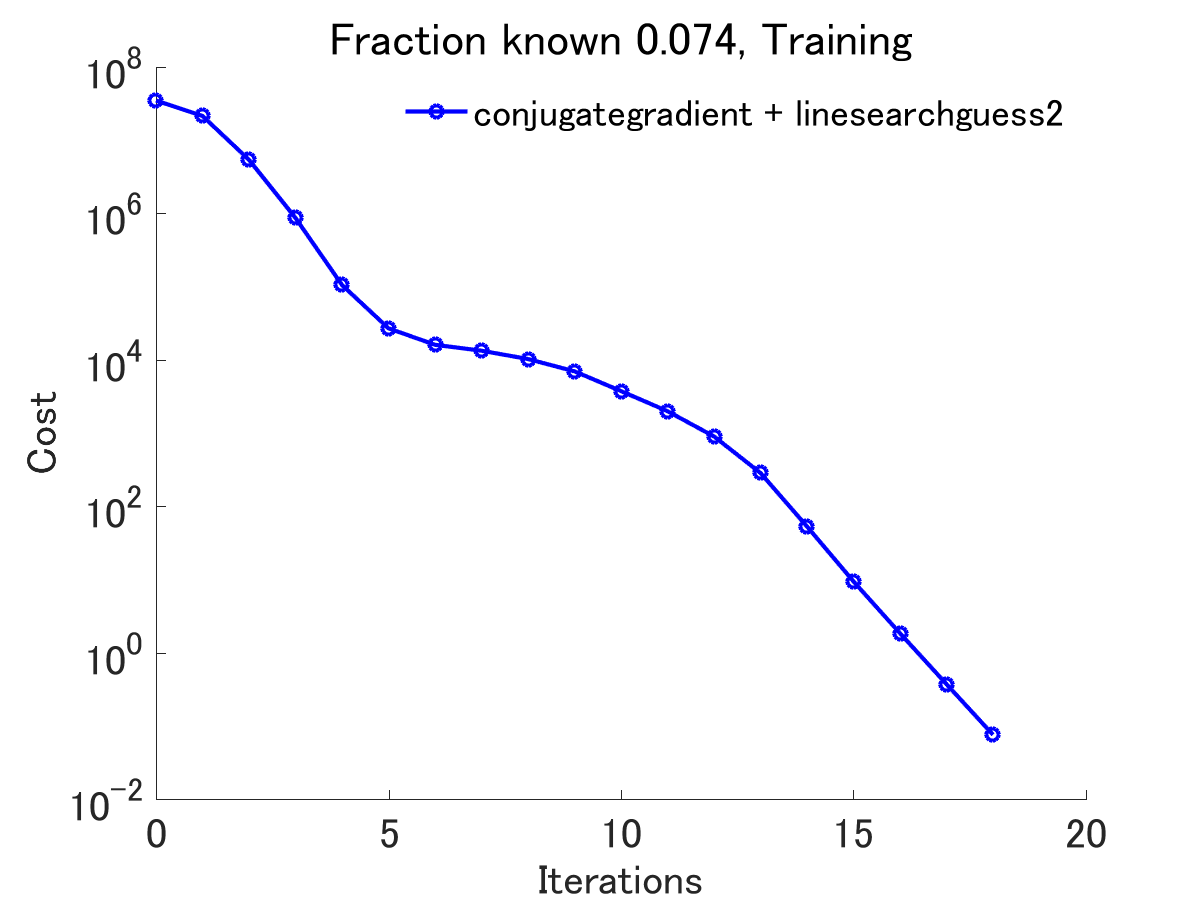 Fraction known 0.074, Training
conjugategradient + linesearchguess2
10^8
10^6
10^4
10^2
10^0
10^−2
Cost
0 5 10 15 20
Iterations